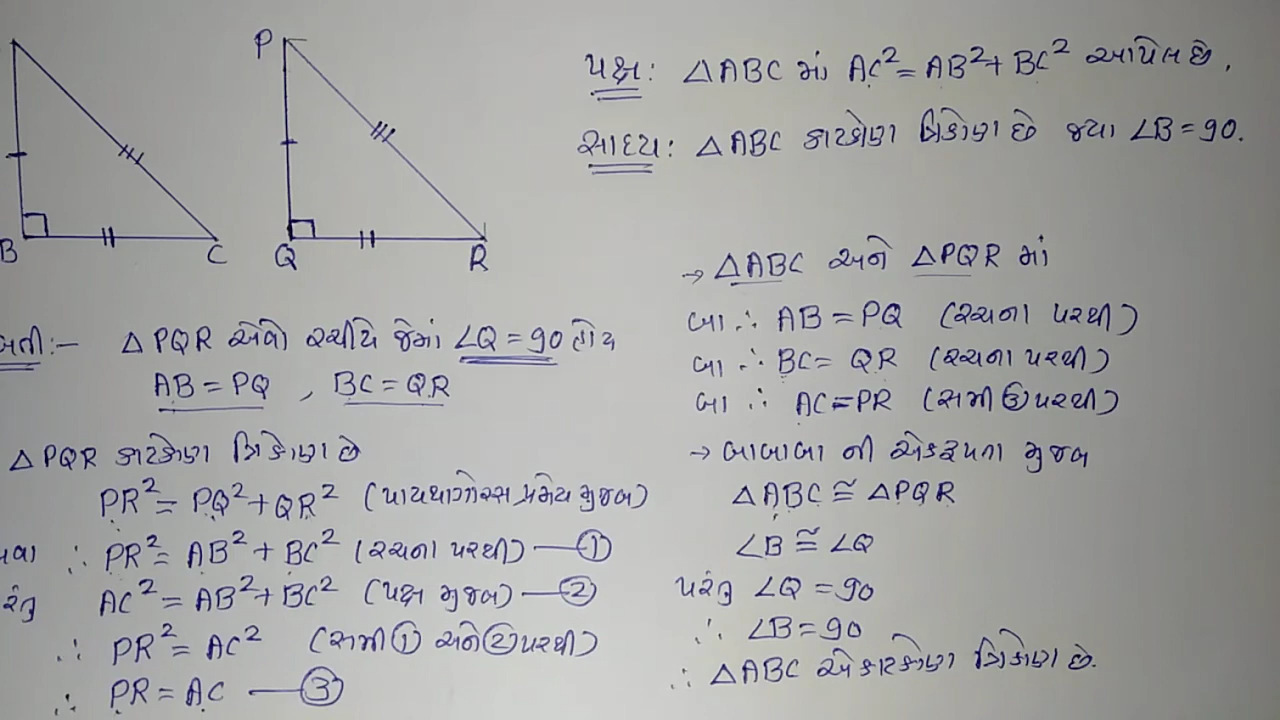 P
B C Q R
પક્ષ: △ABC માં AC²= AB²+ BC² આપેલ છે.
સાધ્ય: △ABC કાટકોણ ત્રિકોણ છે જ્યા ∠B = 90.
△PQR એવો રચીયે જેમાં ∠Q = 90 હોય
AB = PQ , BC = QR
△PQR કાટકોણ ત્રિકોણ છે
PR² = PQ² + QR² (પાયથાગોરસ પ્રમેય મુજબ)
∴ PR² = AB² + BC² (રચના પરથી) — ①
AC² = AB² + BC² (પક્ષ મુજબ) — ②
∴ PR² = AC² (સમી ① અને ② પરથી)
∴ PR = AC — ③
→ △ABC અને △PQR માં
બા ∴ AB = PQ (રચના પરથી)
બા ∴ BC = QR (રચના પરથી)
બા ∴ AC = PR (સમી ③ પરથી)
→ બાબાબા ની એકરૂપતા મુજબ
△ABC ≅ △PQR
∠B ≅ ∠Q
પરંતુ ∠Q = 90
∴ ∠B = 90
∴ △ABC એ કાટકોણ ત્રિકોણ છે.